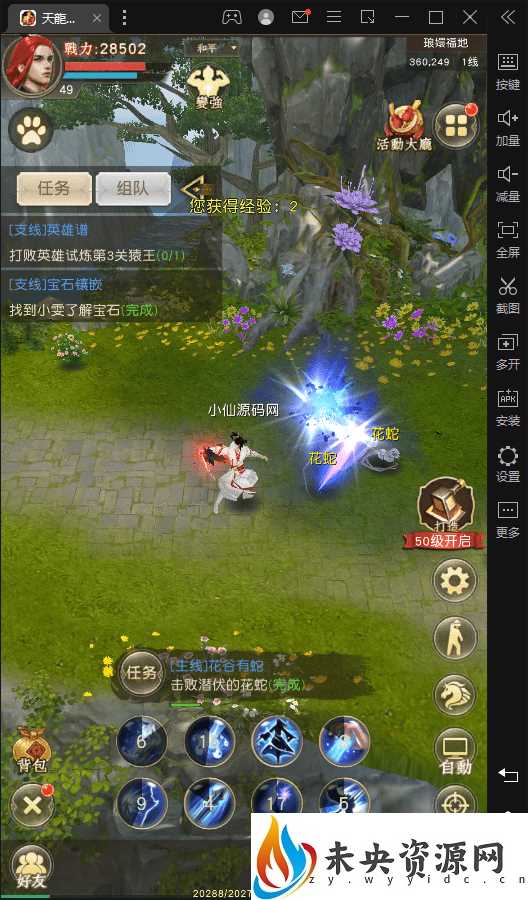 天龍...
戰力:28502
和平
琅嬛福地
360,249 1线
49
變強
活動大廳
任务
组队
您获得经验: 2
[支线]英雄谱
打败英雄试炼第3关猿王(0/1)
[支线]宝石镶嵌
找到小雯了解宝石(完成)
小仙源码网
花蛇
花蛇
打造
50级开启
任务
[主线]花谷有蛇
击败潜伏的花蛇(完成)
6
9
4
17
5
背包
自動
好友
20288/2027
按键
加量
减量
全屏
截图
多开
APK
安装
设置
更多
未央资源网
zy.wyyidc.cn